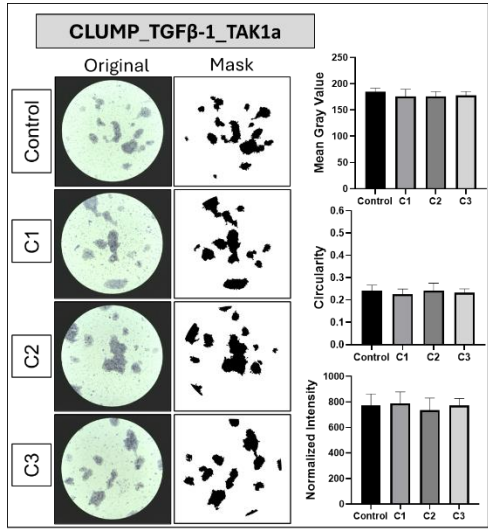 CLUMP_TGFβ-1_TAK1a
Original Mask
Control
C1
C2
C3
Mean Gray Value
250
200
150
100
50
0
Control C1 C2 C3
Circularity
0.6
0.5
0.4
0.3
0.2
0.1
0.0
Control C1 C2 C3
Normalized Intensity
1000
800
600
400
200
0
Control C1 C2 C3